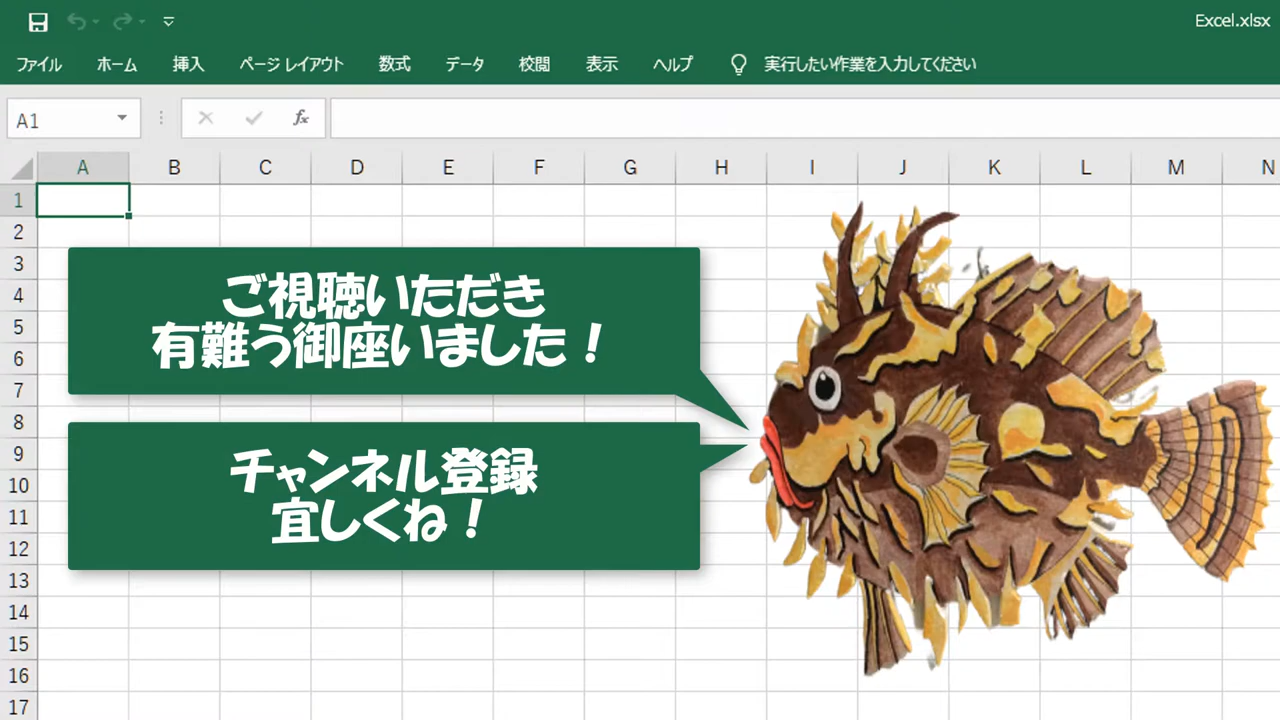 Excel.xlsx
ファイル ホーム 挿入 ページ レイアウト 数式 データ 校閲 表示 ヘルプ 実行したい作業を入力してください
A1 fx
A B C D E F G H I J K L M N
1
2
3
4
5
6
7
8
9
10
11
12
13
14
15
16
17
ご視聴いただき
有難う御座いました！
チャンネル登録
宜しくね！